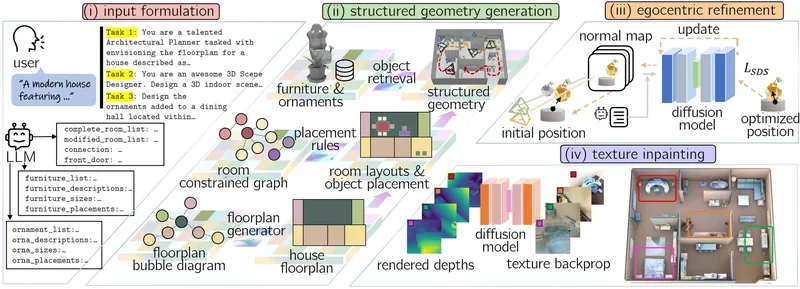 (i) input formulation
user
"A modern house
featuring ..."
Task 1: You are a talented
Architectural Planner tasked with
envisioning the floorplan for a
house described as…
Task 2: You are an awesome 3D Scene
Designer. Design a 3D indoor scene…
Task 3: Design the
ornaments added to a dining
hall located within…
LLM
complete_room_list: …
modified_room_list: …
connection: …
front_door: …
furniture_list:…
furniture_descriptions:…
furniture_sizes:…
furniture_placements:…
ornament_list:…
orna_descriptions:…
orna_sizes:…
orna_placements:…
(ii) structured geometry generation
furniture &
ornaments
object
retrieval
structured
geometry
room
constrained graph
placement
rules
room layouts &
object placement
floorplan
bubble diagram
floorplan
generator
house
floorplan
(iii) egocentric refinement
normal map
update
L_SDS
initial position
diffusion
model
optimized
position
(iv) texture inpainting
rendered depths
diffusion
model
texture backprop